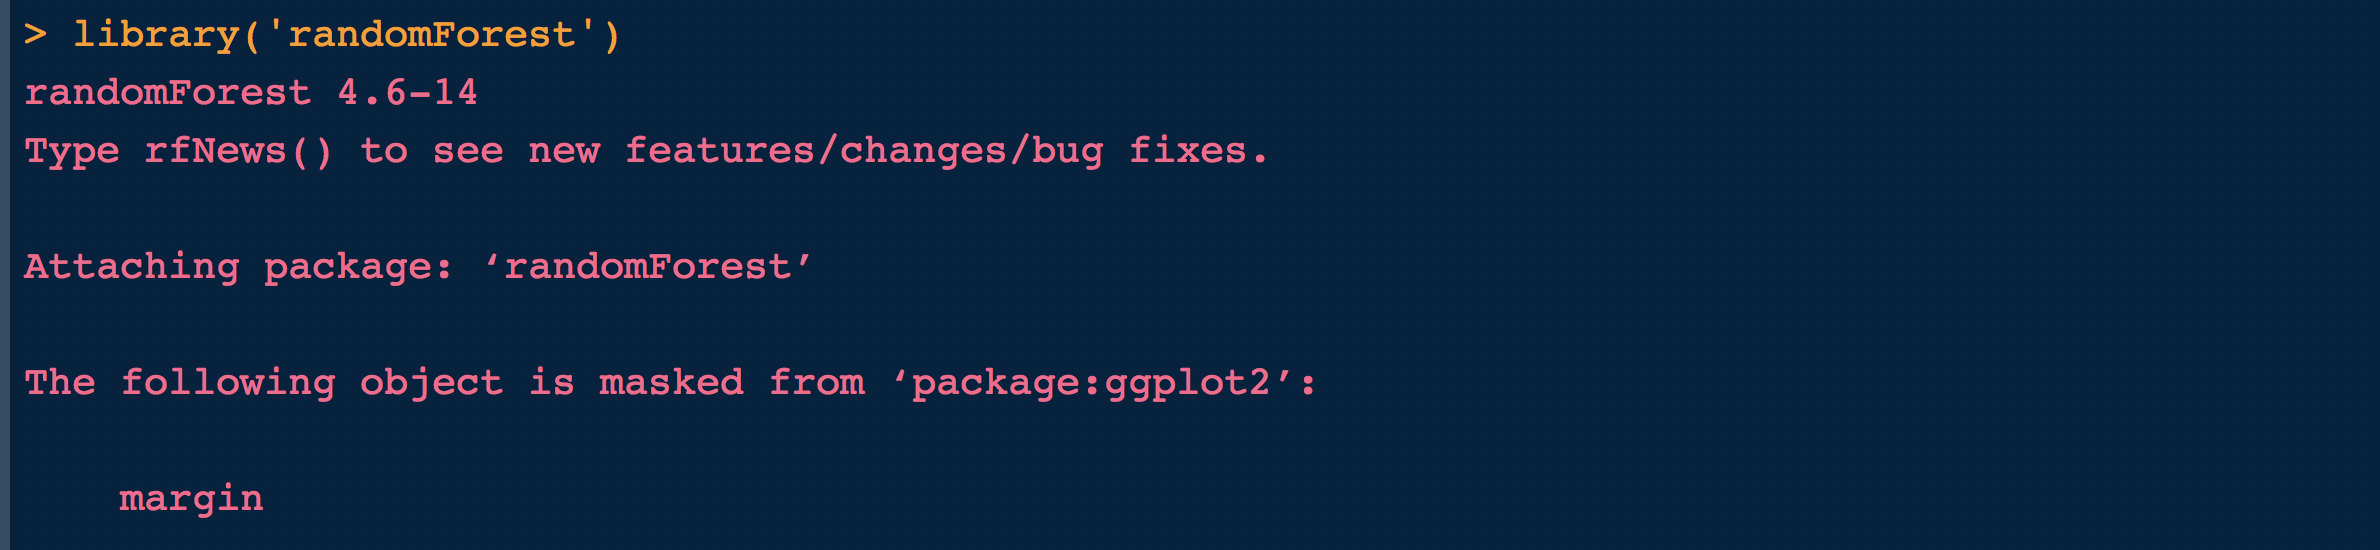 > library('randomForest')
randomForest 4.6-14
Type rfNews() to see new features/changes/bug fixes.
Attaching package: ‘randomForest’
The following object is masked from ‘package:ggplot2’:
margin